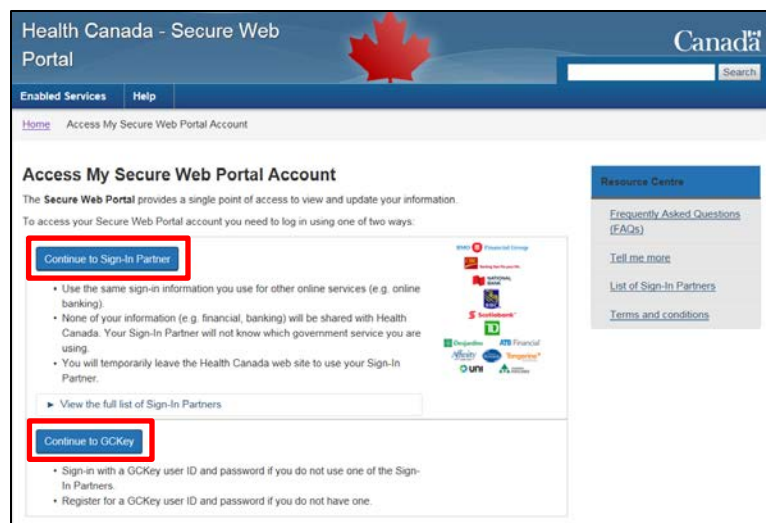 Health Canada - Secure Web
Portal
Canada
Search
Enabled Services Help
Home Access My Secure Web Portal Account
Access My Secure Web Portal Account
The Secure Web Portal provides a single point of access to view and update your information.
To access your Secure Web Portal account you need to log in using one of two ways:
Continue to Sign-In Partner
• Use the same sign-in information you use for other online services (e.g. online
banking).
• None of your information (e.g. financial, banking) will be shared with Health
Canada. Your Sign-In Partner will not know which government service you are
using.
• You will temporarily leave the Health Canada web site to use your Sign-In
Partner.
► View the full list of Sign-In Partners
BMO Financial Group
NATIONAL
BANK
RBC
Scotiabank
TD
Desjardins ATB Financial
Affinity Tangerine
UNI
Continue to GCKey
• Sign-in with a GCKey user ID and password if you do not use one of the Sign-
In Partners.
• Register for a GCKey user ID and password if you do not have one.
Resource Centre
Frequently Asked Questions
(FAQs)
Tell me more
List of Sign-In Partners
Terms and conditions